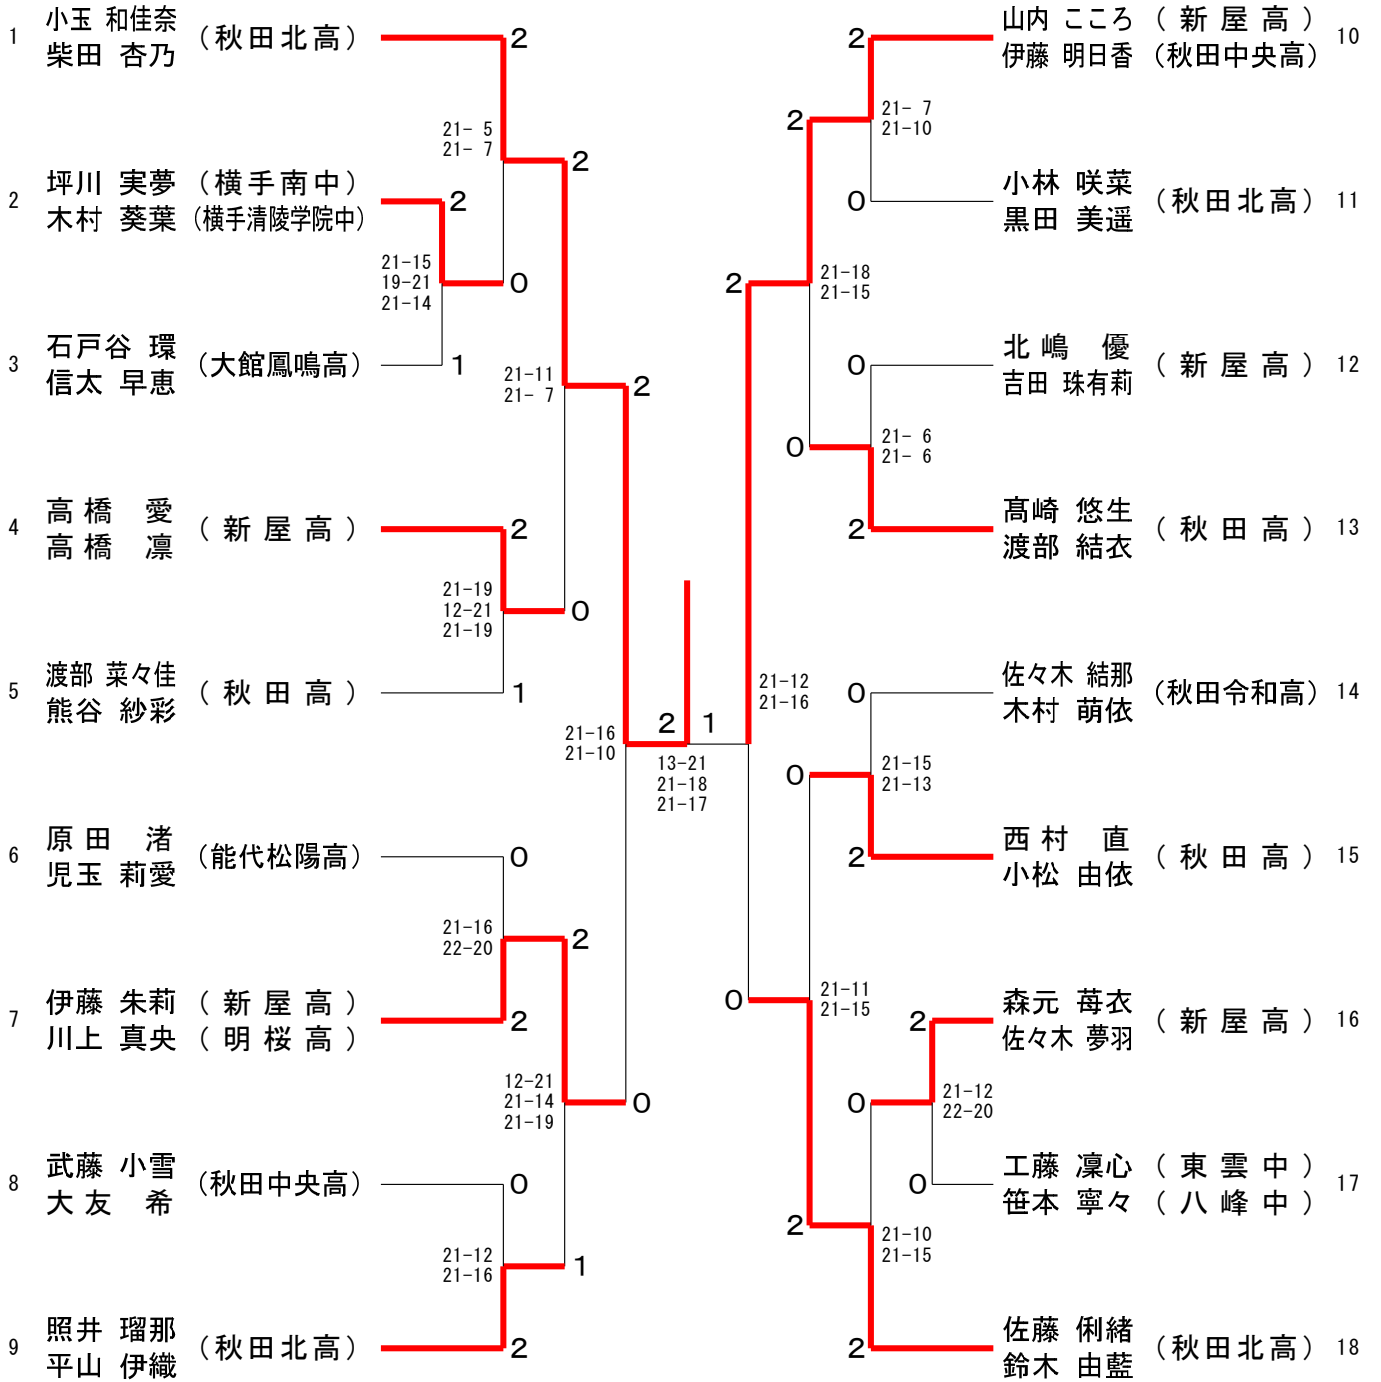 1 小玉 和佳奈 (秋田北高) 2
柴田 杏乃
21- 5
21- 7
2
2 坪川 実夢 (横手南中) 2
木村 葵葉 (横手清陵学院中)
21-15
19-21
21-14
0
3 石戸谷 環 (大館鳳鳴高) 1
信太 早恵
21-11
21- 7
2
4 高橋 愛 (新屋高) 2
高橋 凛
21-19
12-21
21-19
0
5 渡部 菜々佳 (秋田高) 1
熊谷 紗彩
21-16
21-10
2 1
13-21
21-18
21-17
6 原田 渚 (能代松陽高) 0
児玉 莉愛
21-16
22-20
2
7 伊藤 朱莉 (新屋高) 2
川上 真央 (明桜高)
12-21
21-14
21-19
0
8 武藤 小雪 (秋田中央高) 0
大友 希
21-12
21-16
1
9 照井 瑠那 (秋田北高) 2
平山 伊織
2 山内 こころ (新屋高) 10
伊藤 明日香 (秋田中央高)
2
21- 7
21-10
0 小林 咲菜 (秋田北高) 11
黒田 美遥
2
21-18
21-15
0 北嶋 優 (新屋高) 12
吉田 珠有莉
0
21- 6
21- 6
2 髙崎 悠生 (秋田高) 13
渡部 結衣
21-12
21-16
0 佐々木 結那 (秋田令和高) 14
木村 萌依
0
21-15
21-13
2 西村 直 (秋田高) 15
小松 由依
0
21-11
21-15
2 森元 苺衣 (新屋高) 16
佐々木 夢羽
0
21-12
22-20
0 工藤 凜心 (東雲中) 17
笹本 寧々 (八峰中)
2
21-10
21-15
2 佐藤 俐緒 (秋田北高) 18
鈴木 由藍